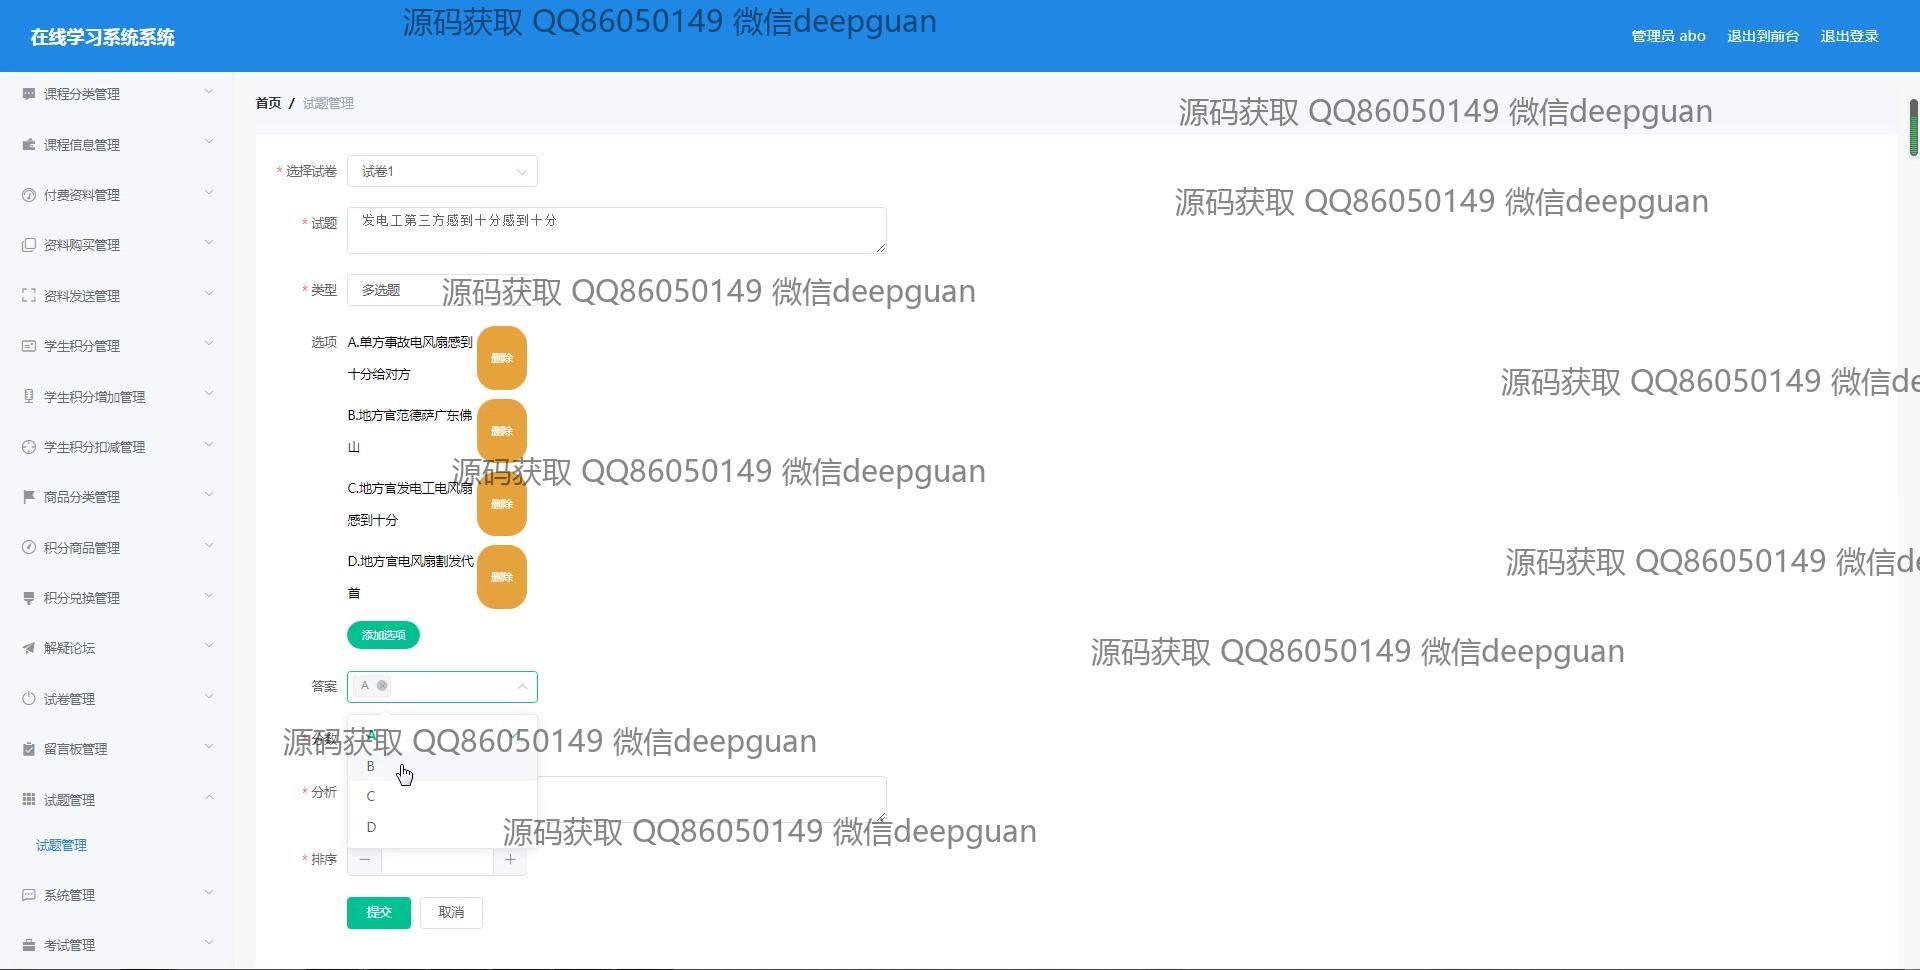 在线学习系统系统
源码获取 QQ86050149 微信deepguan
管理员 abo
退出到前台
退出登录
课程分类管理
课程信息管理
付费资料管理
资料购买管理
资料发送管理
学生积分管理
学生积分增加管理
学生积分扣减管理
商品分类管理
积分商品管理
积分兑换管理
解疑论坛
试卷管理
留言板管理
试题管理
试题管理
系统管理
考试管理
首页 / 试题管理
源码获取 QQ86050149 微信deepguan
* 选择试卷
试卷1
源码获取 QQ86050149 微信deepguan
* 试题
发电工第三方感到十分感到十分
* 类型
多选题
源码获取 QQ86050149 微信deepguan
选项
A.单方事故电风扇感到
十分给对方
删除
源码获取 QQ86050149 微信de
B.地方官范德萨广东佛
山
删除
源码获取 QQ86050149 微信deepguan
C.地方官发电工电风扇
感到十分
删除
D.地方官电风扇割发代
首
删除
源码获取 QQ86050149 微信de
添加选项
源码获取 QQ86050149 微信deepguan
答案
A
* 分数
源码获取 QQ86050149 微信deepguan
A
B
C
D
* 分析
源码获取 QQ86050149 微信deepguan
* 排序
提交
取消